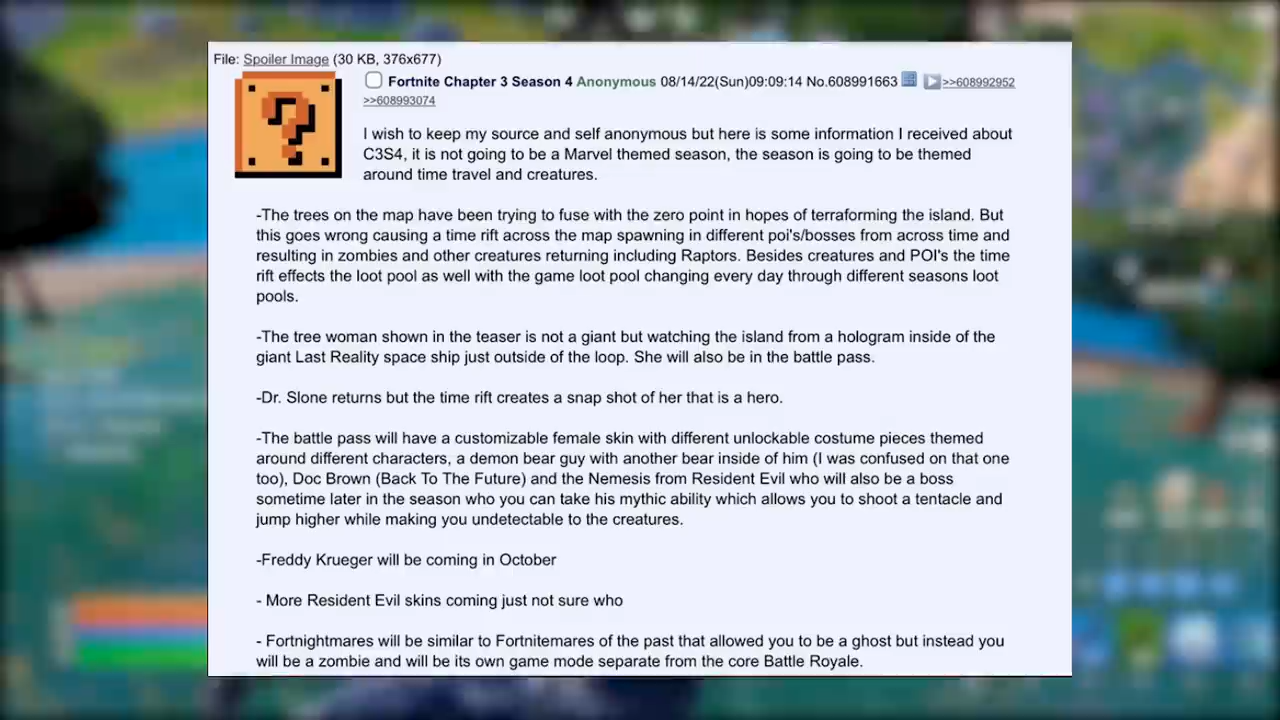 File: Spoiler Image (30 KB, 376x677)
Fortnite Chapter 3 Season 4 Anonymous 08/14/22(Sun)09:09:14 No.608991663 >>608992952
>>608993074
I wish to keep my source and self anonymous but here is some information I received about
C3S4, it is not going to be a Marvel themed season, the season is going to be themed
around time travel and creatures.
-The trees on the map have been trying to fuse with the zero point in hopes of terraforming the island. But
this goes wrong causing a time rift across the map spawning in different poi's/bosses from across time and
resulting in zombies and other creatures returning including Raptors. Besides creatures and POI's the time
rift effects the loot pool as well with the game loot pool changing every day through different seasons loot
pools.
-The tree woman shown in the teaser is not a giant but watching the island from a hologram inside of the
giant Last Reality space ship just outside of the loop. She will also be in the battle pass.
-Dr. Slone returns but the time rift creates a snap shot of her that is a hero.
-The battle pass will have a customizable female skin with different unlockable costume pieces themed
around different characters, a demon bear guy with another bear inside of him (I was confused on that one
too), Doc Brown (Back To The Future) and the Nemesis from Resident Evil who will also be a boss
sometime later in the season who you can take his mythic ability which allows you to shoot a tentacle and
jump higher while making you undetectable to the creatures.
-Freddy Krueger will be coming in October
- More Resident Evil skins coming just not sure who
- Fortnightmares will be similar to Fortnitemares of the past that allowed you to be a ghost but instead you
will be a zombie and will be its own game mode separate from the core Battle Royale.